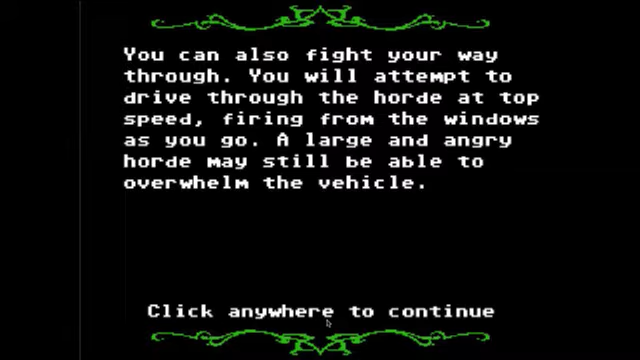 You can also fight your way
through. You will attempt to
drive through the horde at top
speed, firing from the windows
as you go. A large and angry
horde may still be able to
overwhelm the vehicle.
Click anywhere to continue